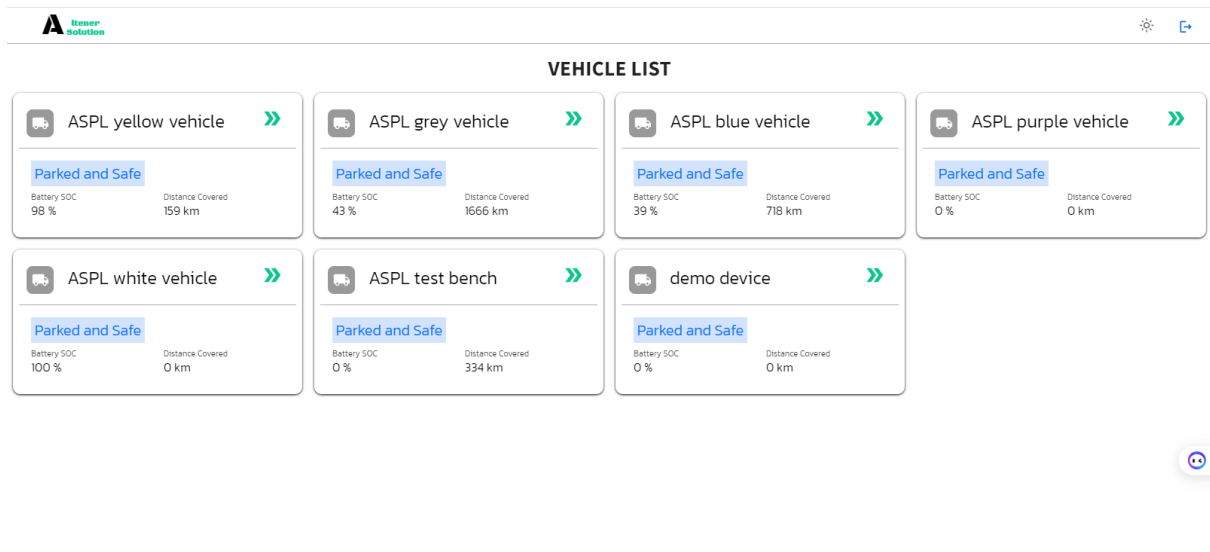 A ltener
Solution
VEHICLE LIST
ASPL yellow vehicle
Parked and Safe
Battery SOC Distance Covered
98 % 159 km
ASPL grey vehicle
Parked and Safe
Battery SOC Distance Covered
43 % 1666 km
ASPL blue vehicle
Parked and Safe
Battery SOC Distance Covered
39 % 718 km
ASPL purple vehicle
Parked and Safe
Battery SOC Distance Covered
0 % 0 km
ASPL white vehicle
Parked and Safe
Battery SOC Distance Covered
100 % 0 km
ASPL test bench
Parked and Safe
Battery SOC Distance Covered
0 % 334 km
demo device
Parked and Safe
Battery SOC Distance Covered
0 % 0 km